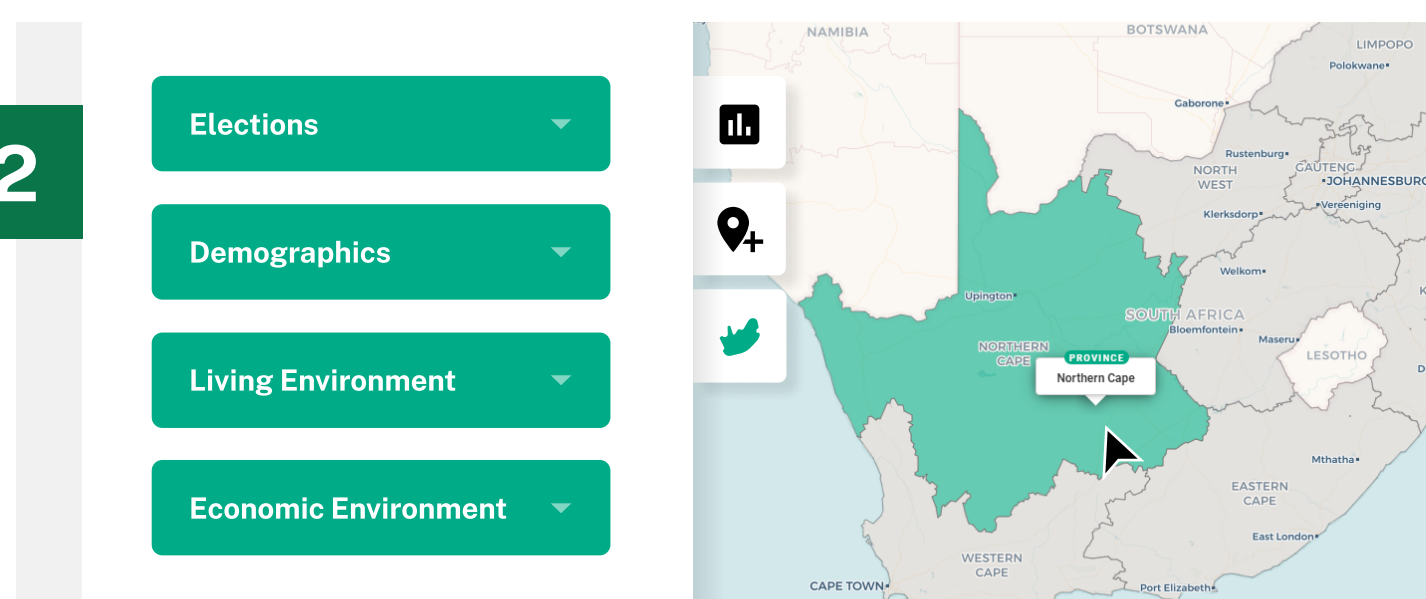 2
Elections
Demographics
Living Environment
Economic Environment
NAMIBIA
BOTSWANA
LIMPOPO
Polokwane
Gaborone
Rustenburg
NORTH
WEST
GAUTENG
JOHANNESBURG
Vereeniging
Klerksdorp
Welkom
Upington
SOUTH AFRICA
Bloemfontein
Maseru
LESOTHO
NORTHERN
CAPE
PROVINCE
Northern Cape
Mthatha
EASTERN
CAPE
East London
WESTERN
CAPE
CAPE TOWN
Port Elizabeth